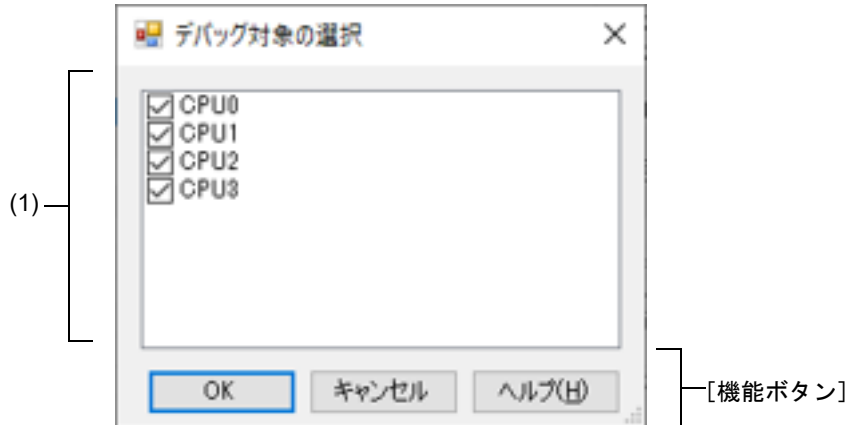 デバッグ対象の選択
CPU0
CPU1
CPU2
CPU3
(1)
OK
キャンセル
ヘルプ(H)
[機能ボタン]